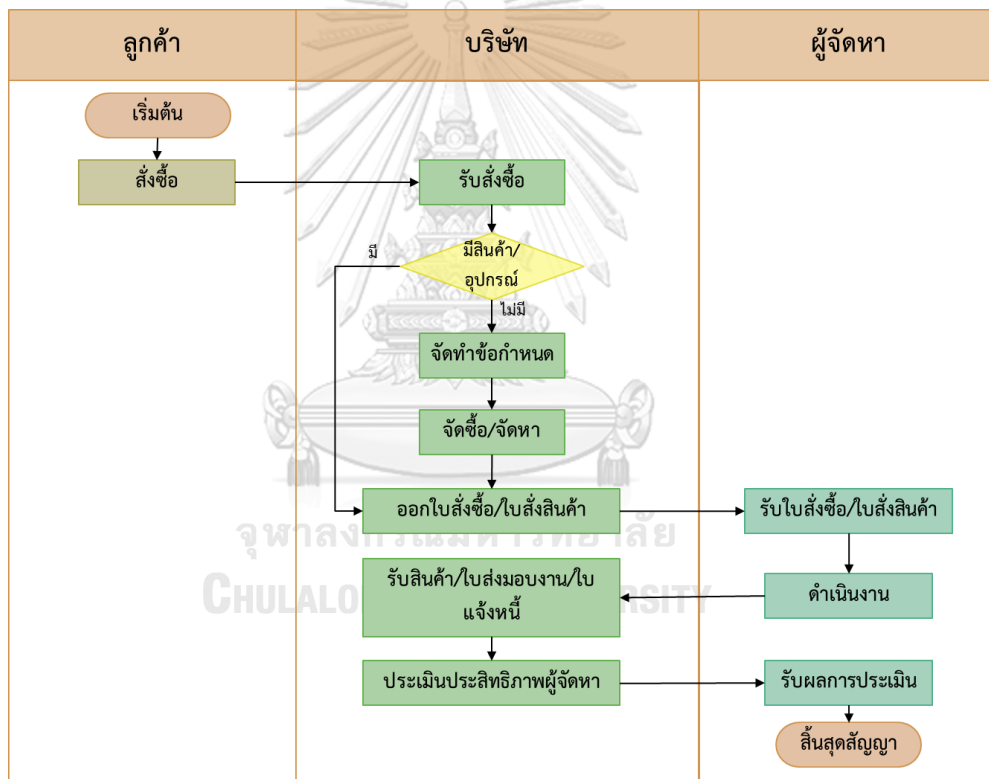 ลูกค้า
บริษัท
ผู้จัดหา
เริ่มต้น
สั่งซื้อ
รับสั่งซื้อ
มี
มีสินค้า/
อุปกรณ์
ไม่มี
จัดทำข้อกำหนด
จัดซื้อ/จัดหา
ออกใบสั่งซื้อ/ใบสั่งสินค้า
รับใบสั่งซื้อ/ใบสั่งสินค้า
จุฬาลงกรณ์มหาวิทยาลัย
รับสินค้า/ใบส่งมอบงาน/ใบ
แจ้งหนี้
ดำเนินงาน
CHULALO RSITY
ประเมินประสิทธิภาพผู้จัดหา
รับผลการประเมิน
สิ้นสุดสัญญา